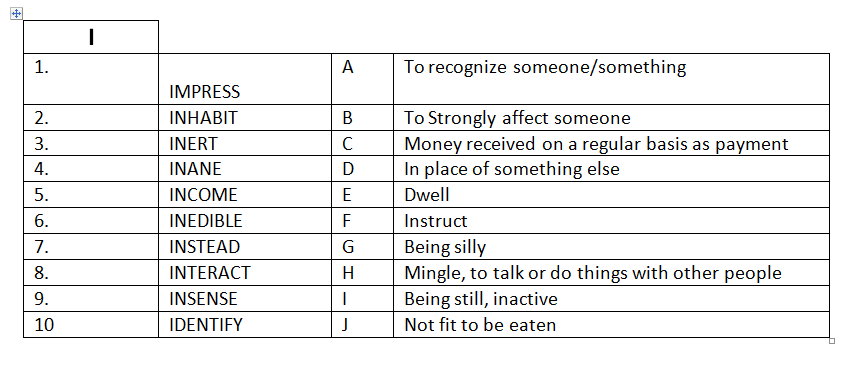 I
1. IMPRESS A To recognize someone/something
2. INHABIT B To Strongly affect someone
3. INERT C Money received on a regular basis as payment
4. INANE D In place of something else
5. INCOME E Dwell
6. INEDIBLE F Instruct
7. INSTEAD G Being silly
8. INTERACT H Mingle, to talk or do things with other people
9. INSENSE I Being still, inactive
10 IDENTIFY J Not fit to be eaten